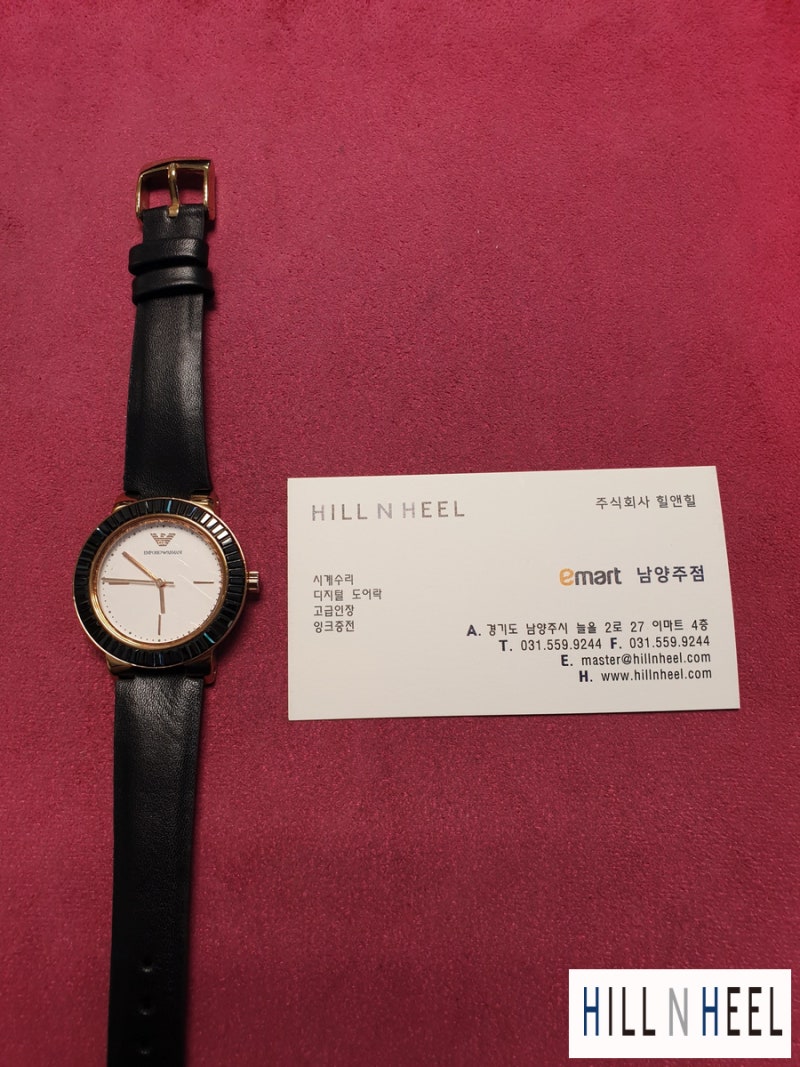 EMPORIO ARMANI
HILL N HEEL
주식회사 힐앤힐
시계수리
디지털 도어락
고급인장
잉크충전
emart 남양주점
A. 경기도 남양주시 늘을 2로 27 이마트 4층
T. 031.559.9244 F. 031.559.9244
E. master@hillnheel.com
H. www.hillnheel.com
HILL N HEEL